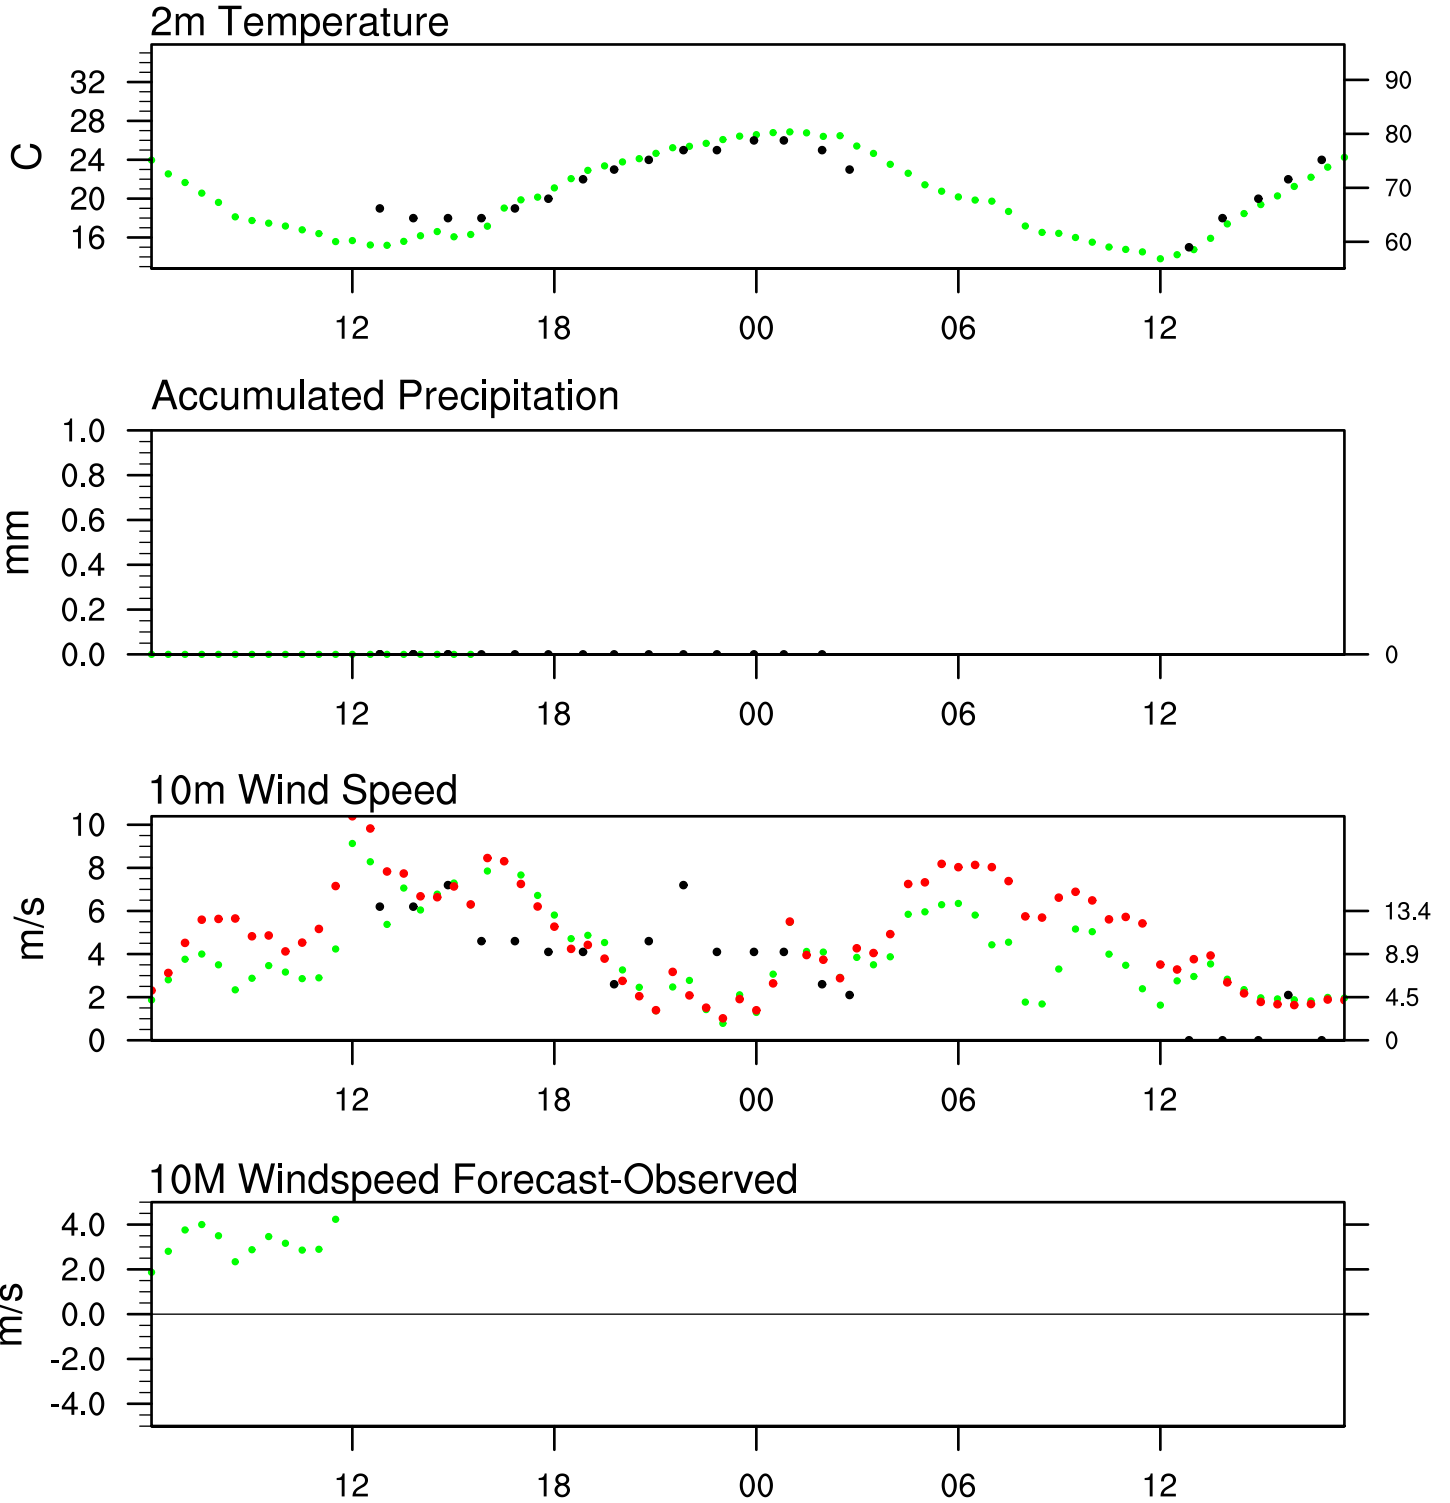 2m Temperature
32
28
24
20
16
C
90
80
70
60
12 18 00 06 12
Accumulated Precipitation
1.0
0.8
0.6
0.4
0.2
0.0
mm
0
12 18 00 06 12
10m Wind Speed
10
8
6
4
2
0
m/s
13.4
8.9
4.5
0
12 18 00 06 12
10M Windspeed Forecast-Observed
4.0
2.0
0.0
-2.0
-4.0
m/s
12 18 00 06 12